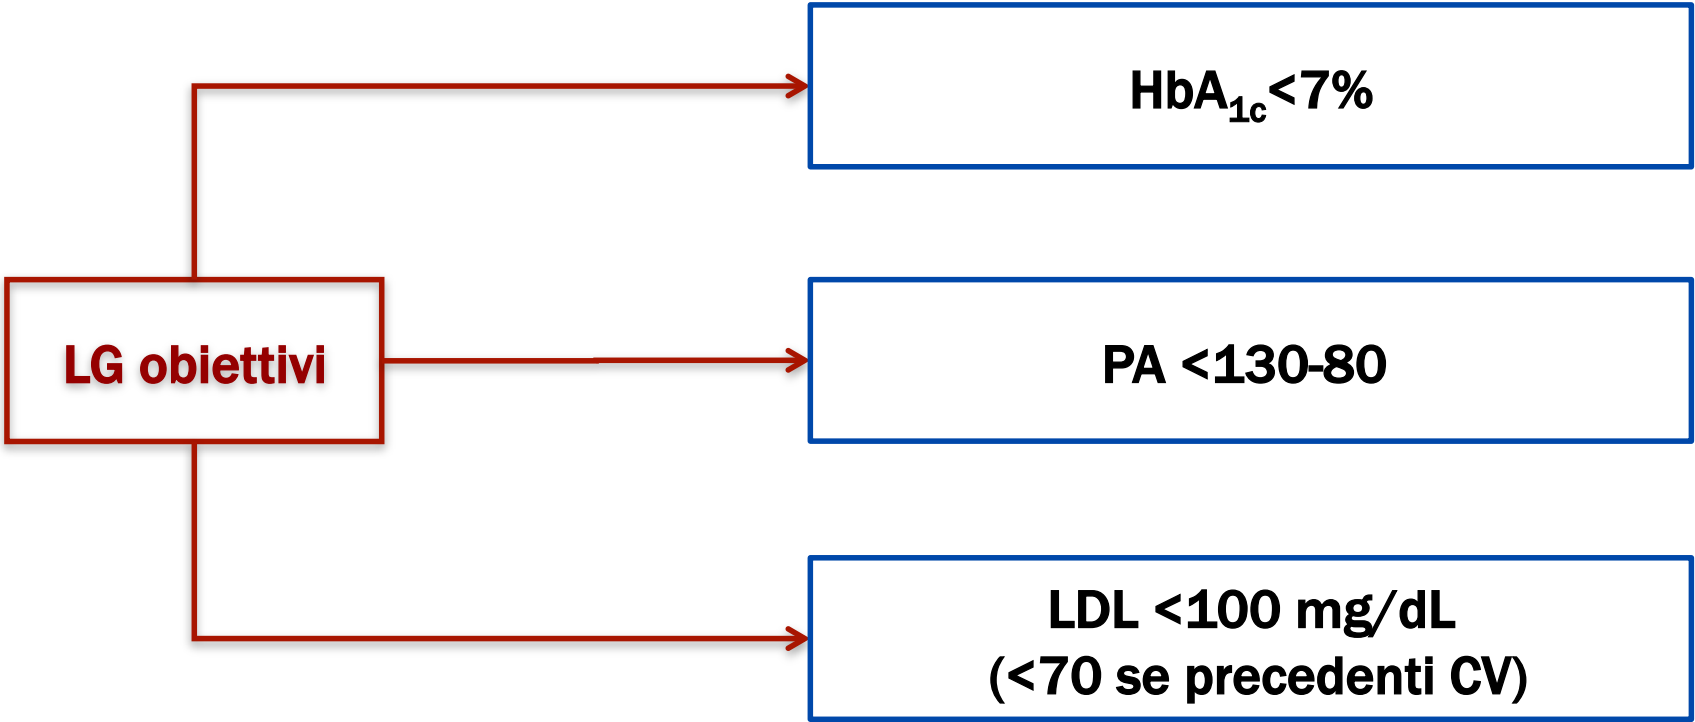 HbA1c<7%
LG obiettivi
PA <130-80
LDL <100 mg/dL
(<70 se precedenti CV)